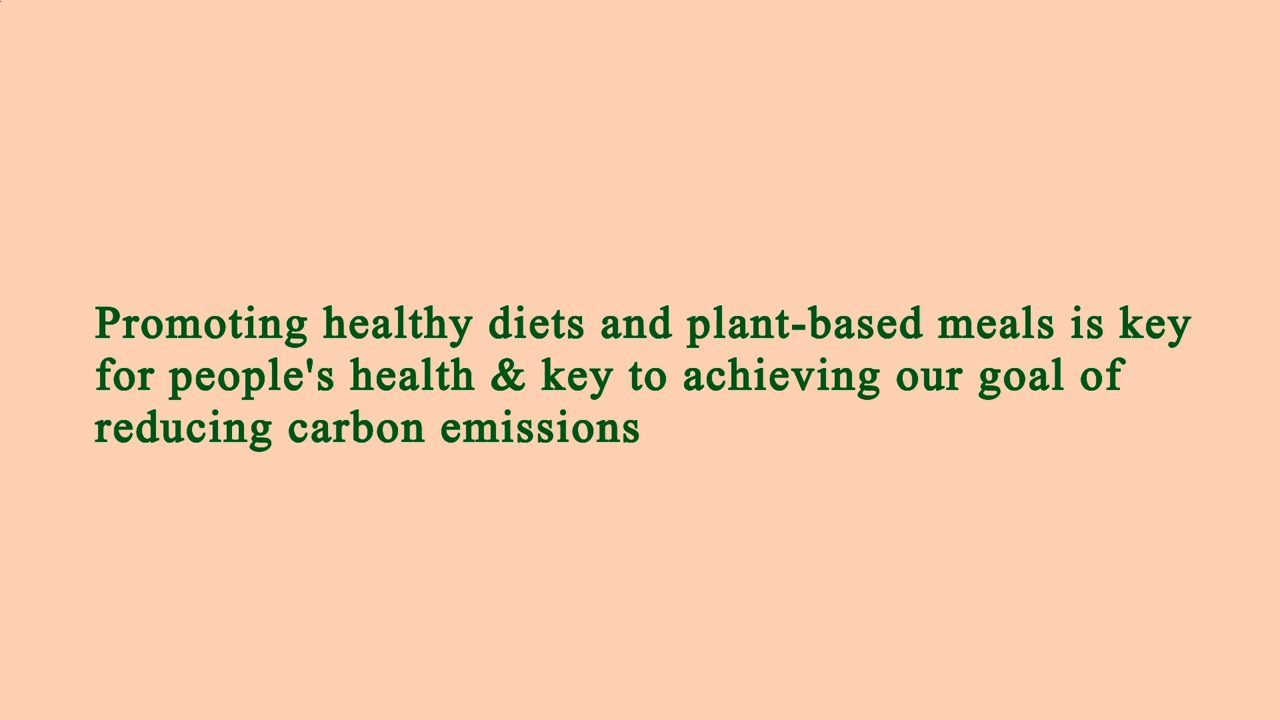 Promoting healthy diets and plant-based meals is key
for people's health & key to achieving our goal of
reducing carbon emissions